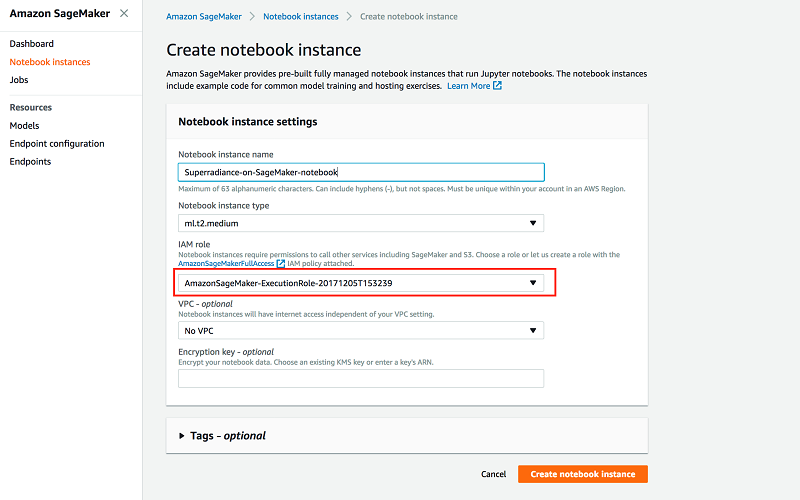 Amazon SageMaker
Dashboard
Notebook instances
Jobs
Resources
Models
Endpoint configuration
Endpoints
Amazon SageMaker > Notebook instances > Create notebook instance
Create notebook instance
Amazon SageMaker provides pre-built fully managed notebook instances that run Jupyter notebooks. The notebook instances
include example code for common model training and hosting exercises. Learn More
Notebook instance settings
Notebook instance name
Superradiance-on-SageMaker-notebook
Maximum of 63 alphanumeric characters. Can include hyphens (-), but not spaces. Must be unique within your account in an AWS Region.
Notebook instance type
ml.t2.medium
IAM role
Notebook instances require permissions to call other services including SageMaker and S3. Choose a role or let us create a role with the
AmazonSageMakerFullAccess IAM policy attached.
AmazonSageMaker-ExecutionRole-20171205T153239
VPC - optional
Notebook instances will have internet access independent of your VPC setting.
No VPC
Encryption key - optional
Encrypt your notebook data. Choose an existing KMS key or enter a key's ARN.
Tags - optional
Cancel
Create notebook instance